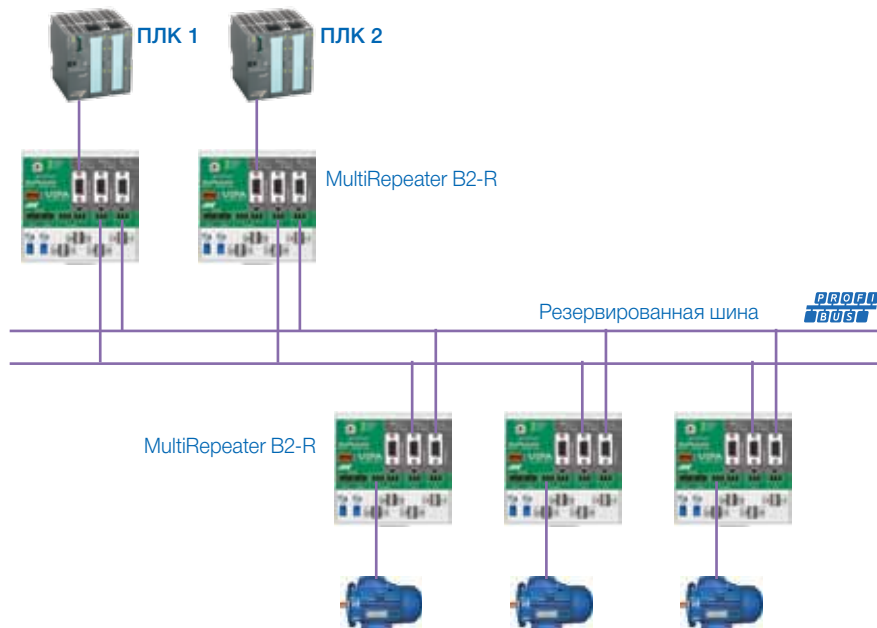 ПЛК 1
ПЛК 2
MultiRepeater B2-R
Резервированная шина
PROFI
BUS
MultiRepeater B2-R